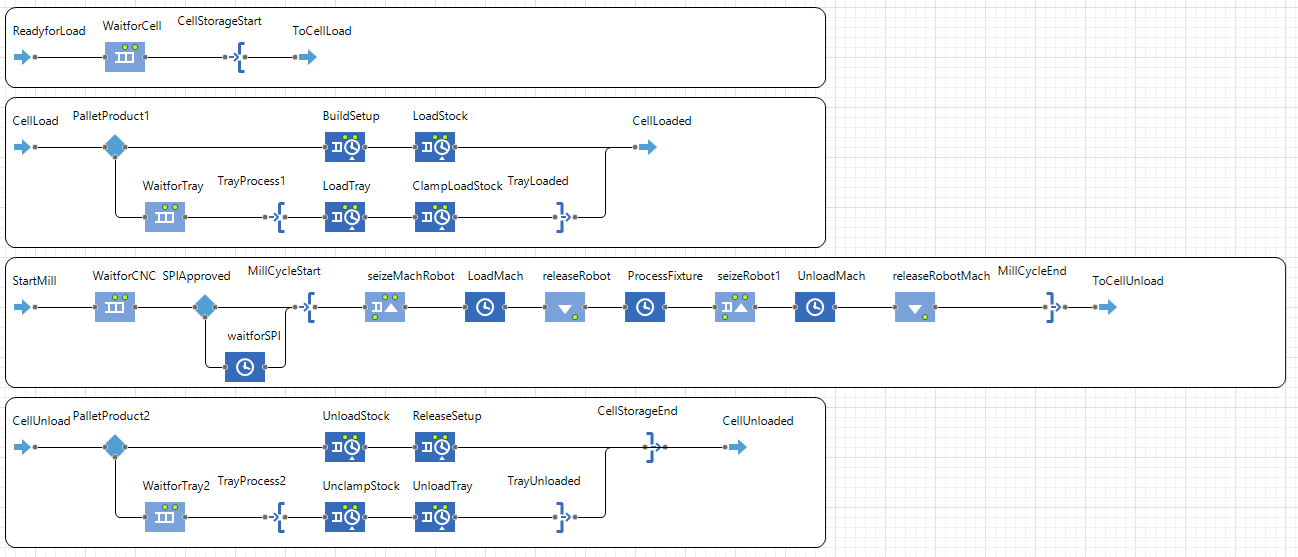 ReadyforLoad
WaitforCell
CellStorageStart
ToCellLoad
CellLoad
PalletProduct1
BuildSetup
LoadStock
CellLoaded
WaitforTray
TrayProcess1
LoadTray
ClampLoadStock
TrayLoaded
StartMill
WaitforCNC
SPIApproved
MillCycleStart
seizeMachRobot
LoadMach
releaseRobot
ProcessFixture
seizeRobot1
UnloadMach
releaseRobotMach
MillCycleEnd
ToCellUnload
waitforSPI
CellUnload
PalletProduct2
UnloadStock
ReleaseSetup
CellStorageEnd
CellUnloaded
WaitforTray2
TrayProcess2
UnclampStock
UnloadTray
TrayUnloaded